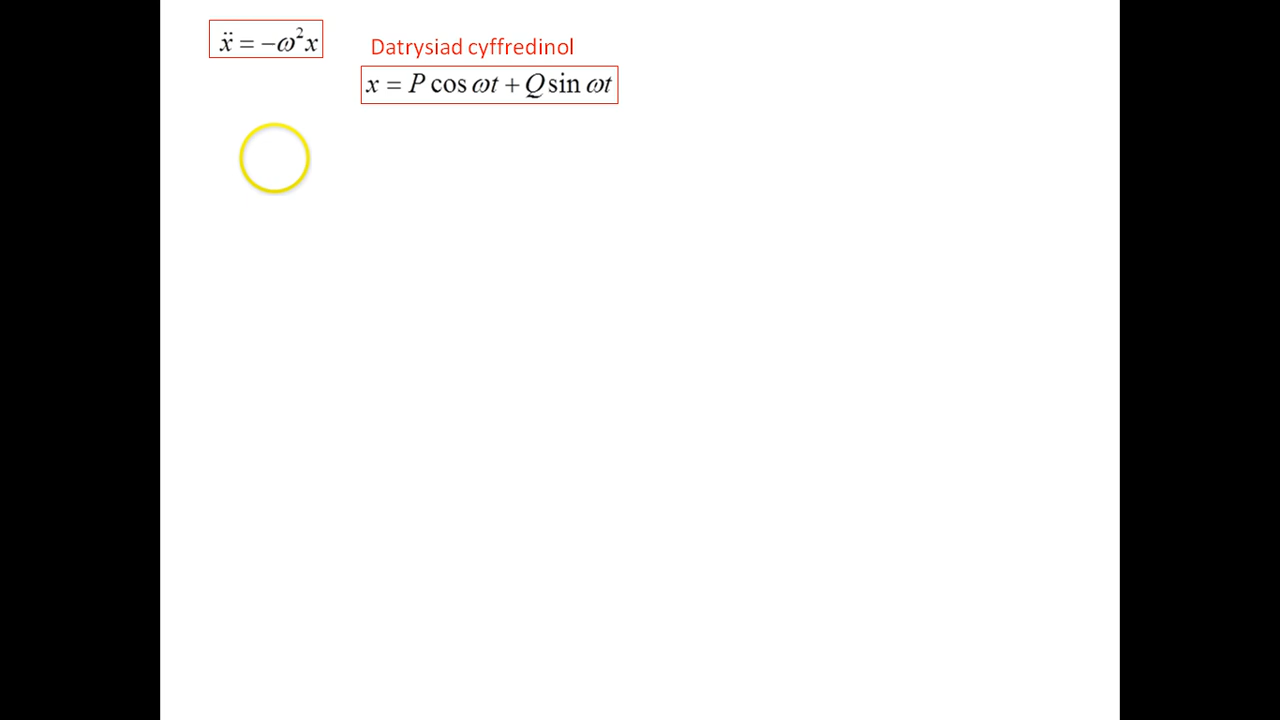 ẍ = −ω²x
Datrysiad cyffredinol
x = P cos ωt + Q sin ωt